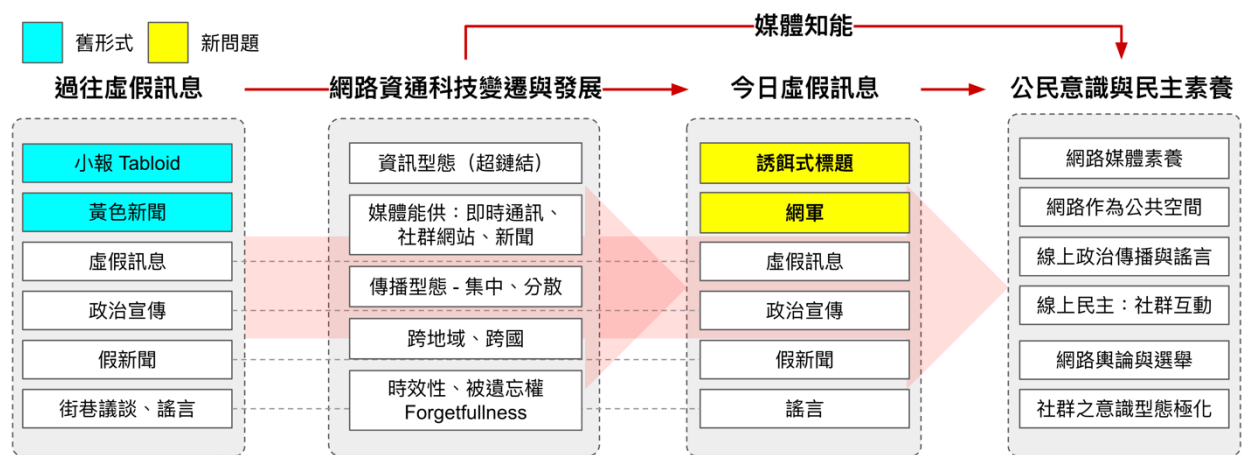 媒體知能
舊形式
新問題
過往虛假訊息
網路資通科技變遷與發展
今日虛假訊息
公民意識與民主素養
小報 Tabloid
黃色新聞
虛假訊息
政治宣傳
假新聞
街巷議談、謠言
資訊型態（超鏈結）
媒體能供：即時通訊、
社群網站、新聞
傳播型態 - 集中、分散
跨地域、跨國
時效性、被遺忘權
Forgetfullness
誘餌式標題
網軍
虛假訊息
政治宣傳
假新聞
謠言
網路媒體素養
網路作為公共空間
線上政治傳播與謠言
線上民主：社群互動
網路輿論與選舉
社群之意識型態極化